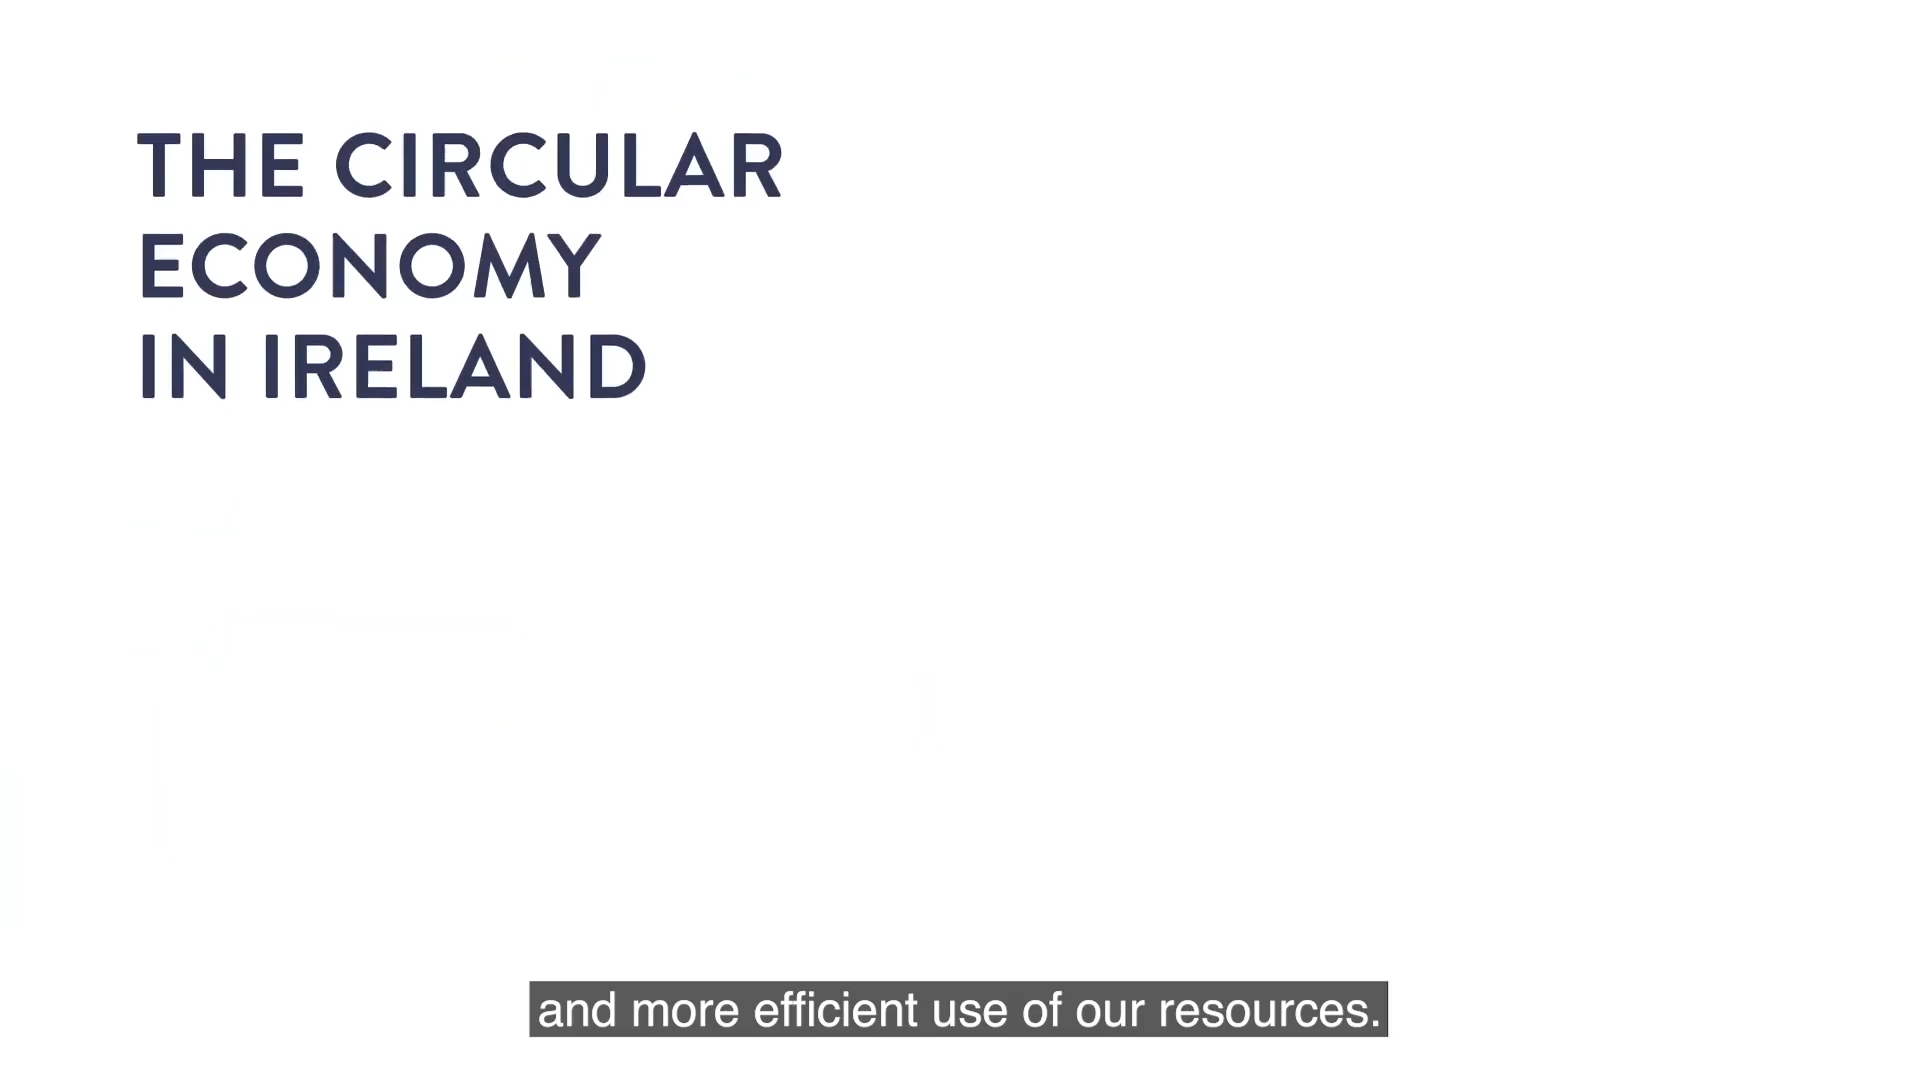 THE CIRCULAR
ECONOMY
IN IRELAND
and more efficient use of our resources.